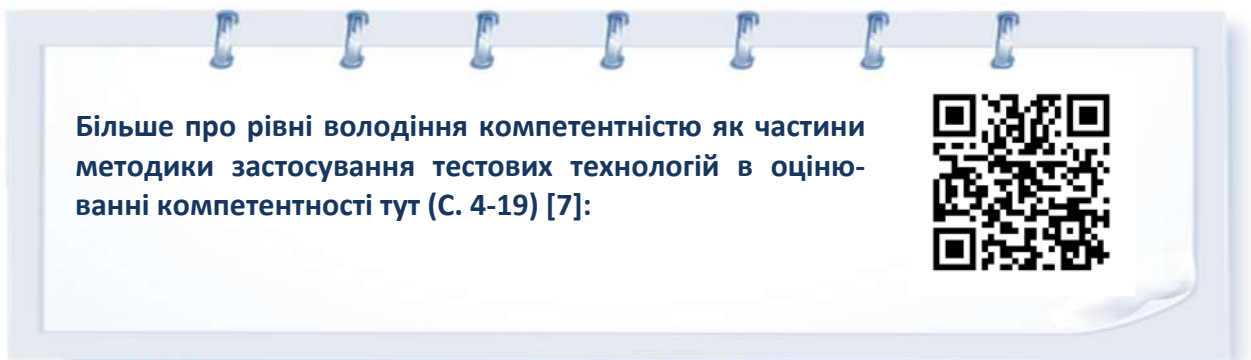 Більше про рівні володіння компетентністю як частини
методики застосування тестових технологій в оціню-
ванні компетентності тут (С. 4-19) [7]: